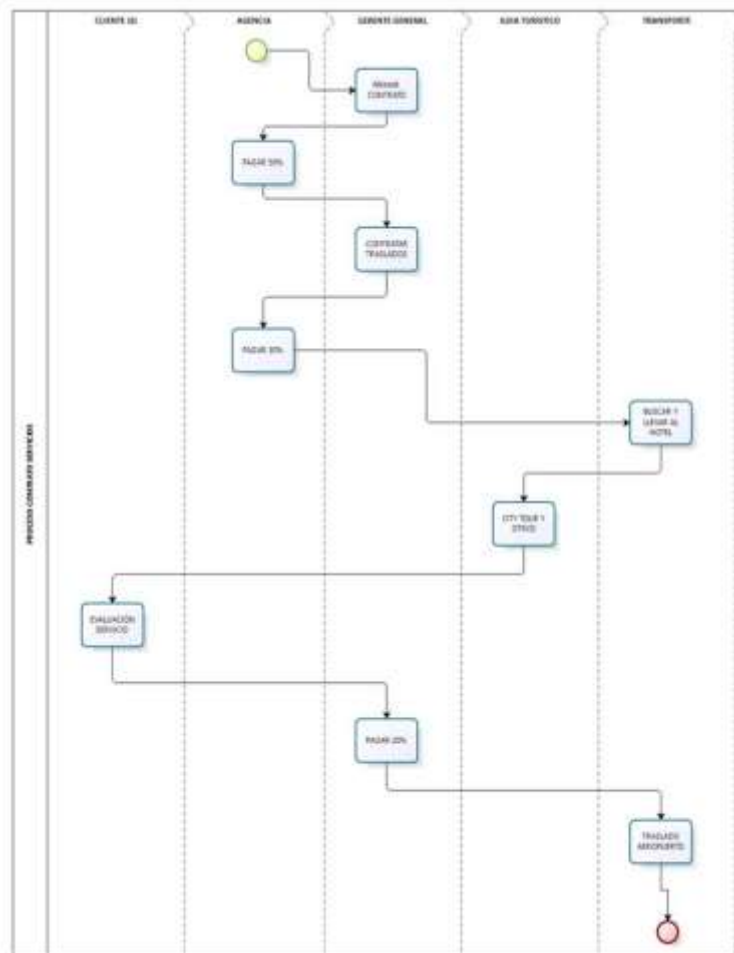 CLIENTE (S)
AGENCIA
GERENTE GENERAL
GUIA TURISTICO
TRANSPORTE
FIRMAR
CONTRATO
PAGAR 50%
CONTRATAR
TRASLADOS
PAGAR 30%
BUSCAR Y
LLEVAR AL
HOTEL
CITY TOUR Y
OTROS
EVALUACIÓN
SERVICIO
PAGAR 20%
TRASLADO
AEROPUERTO
PROCESO CONTRATO SERVICIOS